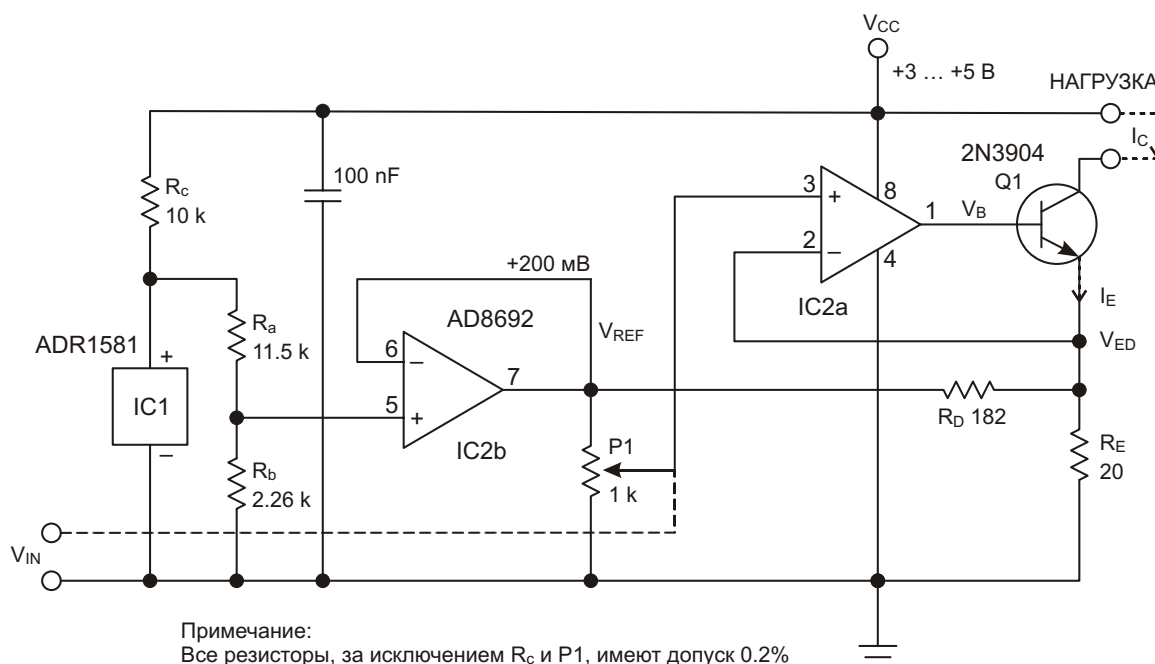 VCC
+3 … +5 В
НАГРУЗКА
IC
2N3904
Q1
Rc
10 k
100 nF
3
+
8
1
VB
2
–
4
IC2a
+200 мВ
IE
Ra
11.5 k
AD8692
VREF
VED
ADR1581
+
IC1
–
6
–
7
5
+
IC2b
RD 182
P1
1 k
RE
20
Rb
2.26 k
VIN
Примечание:
Все резисторы, за исключением Rc и P1, имеют допуск 0.2%